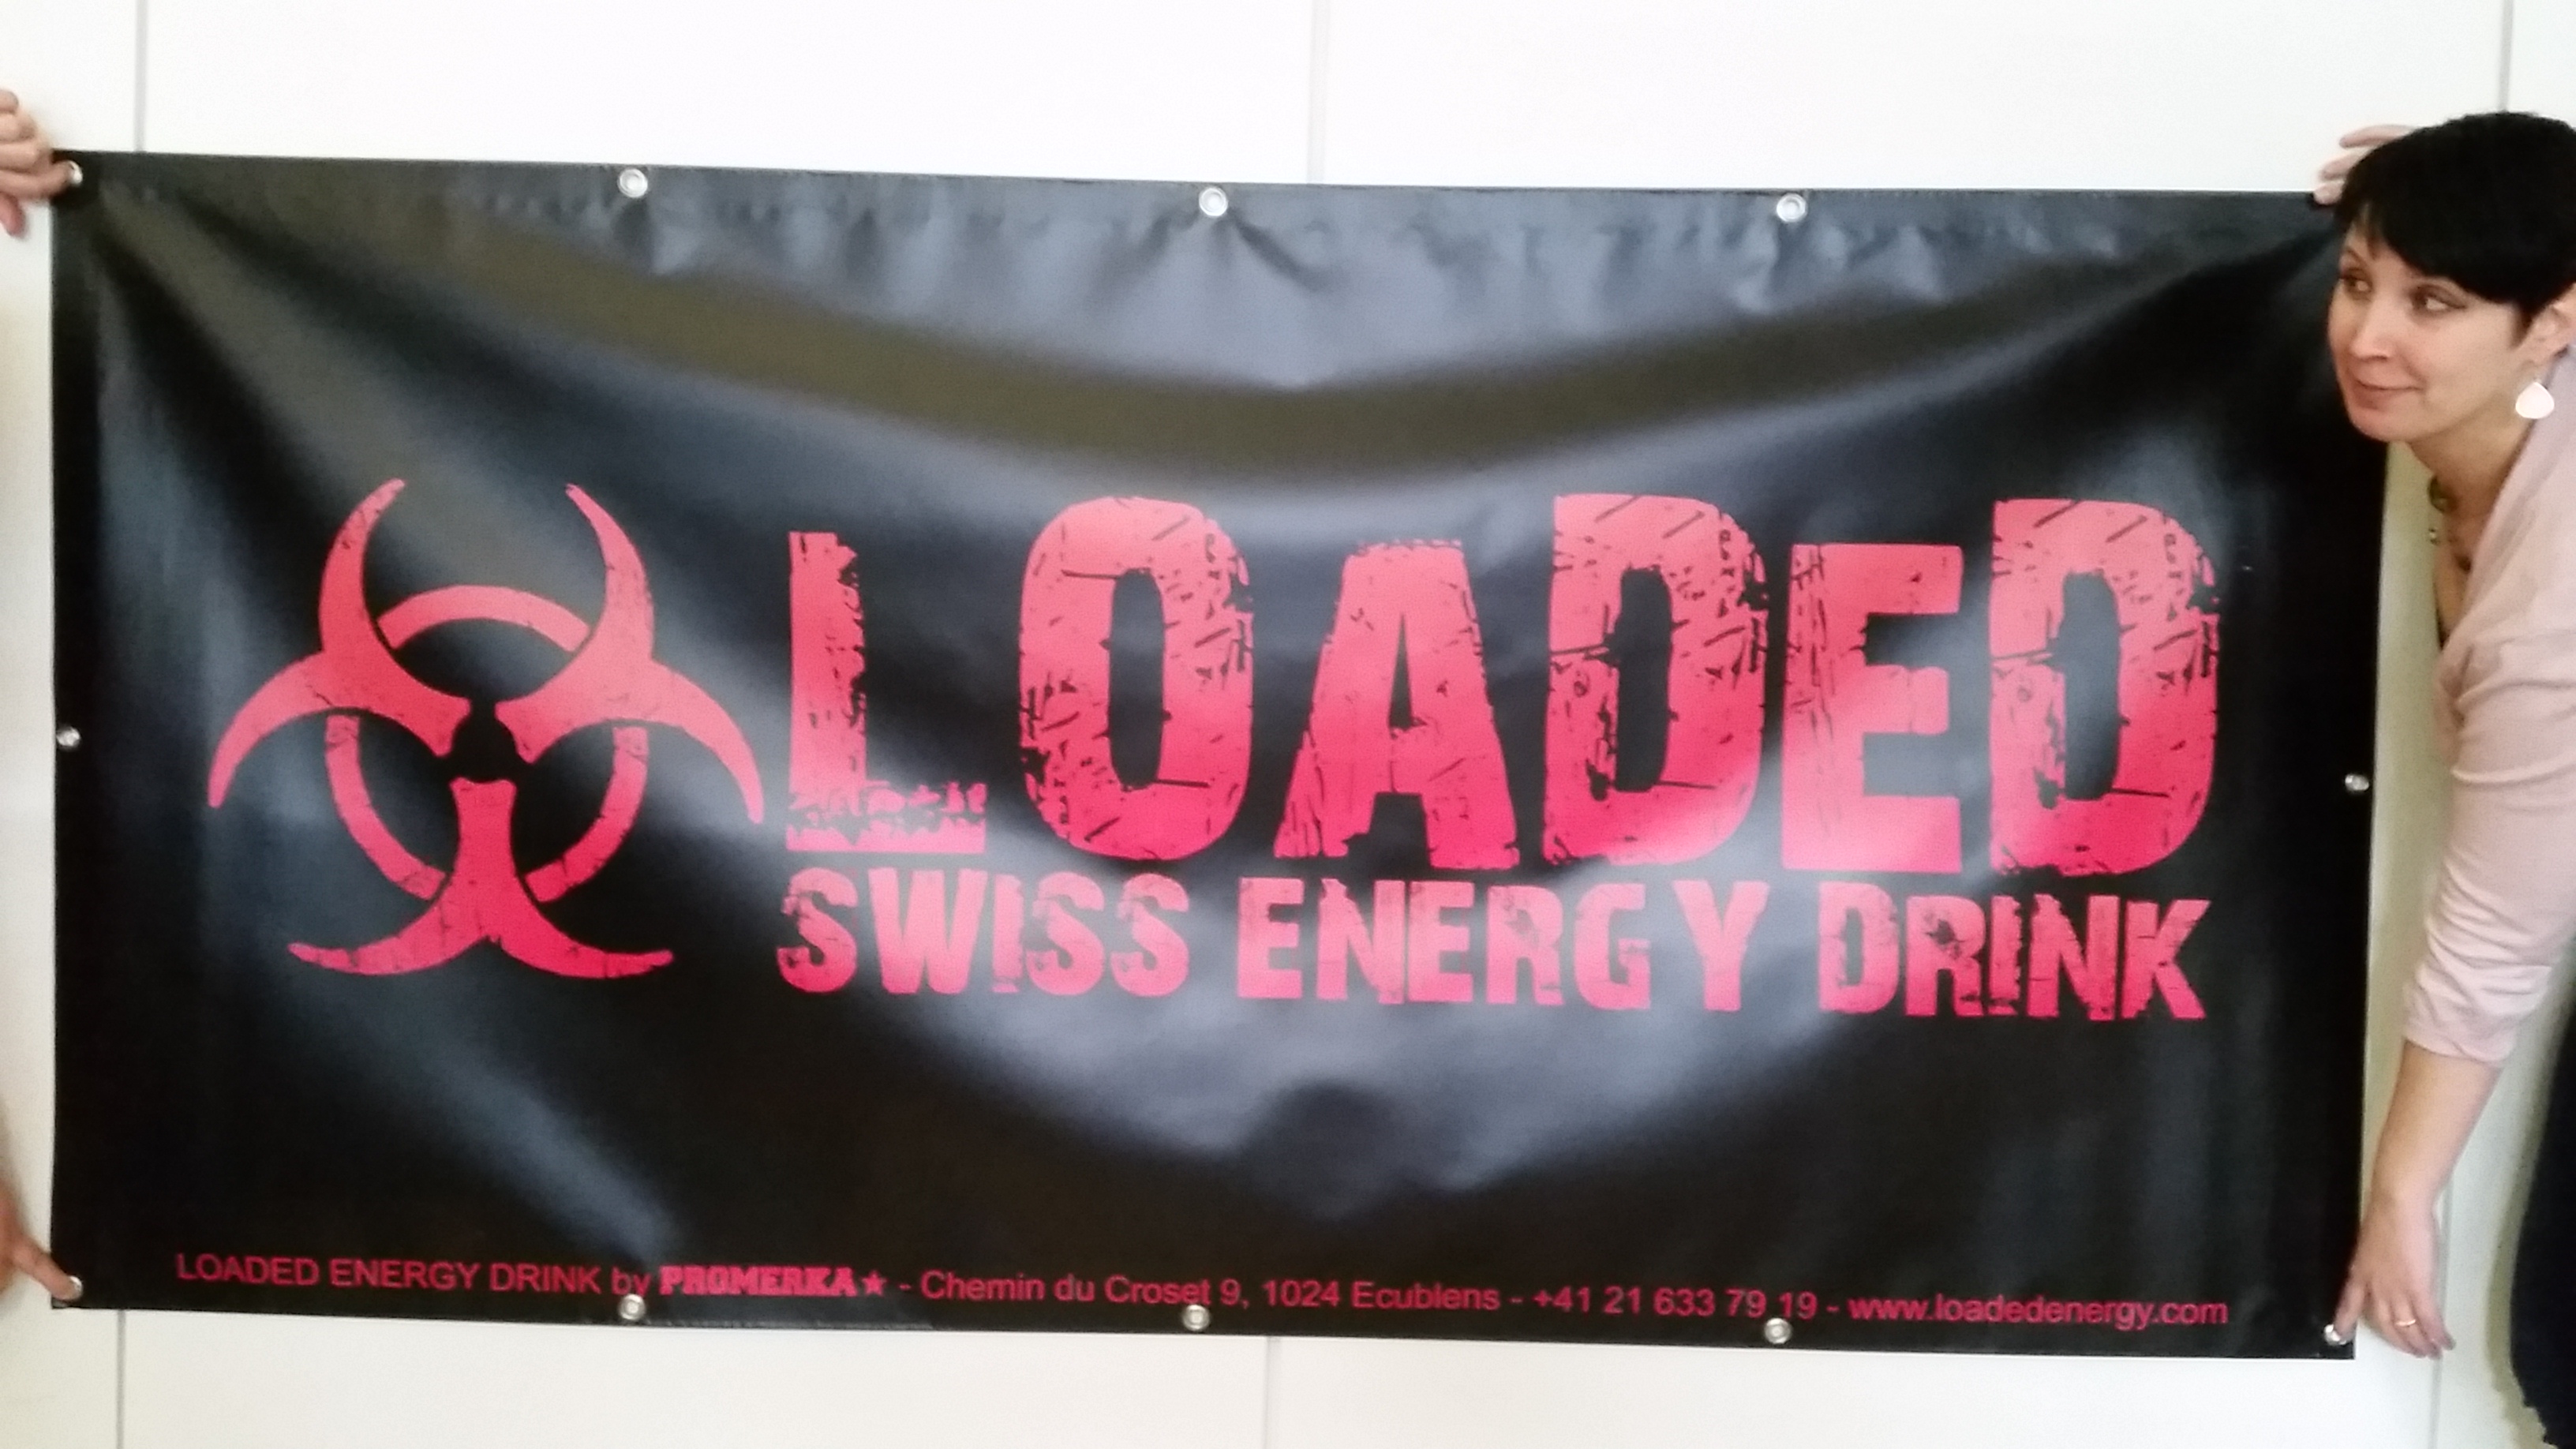 LOADED
SWISS ENERGY DRINK
LOADED ENERGY DRINK by PROMERKA★ - Chemin du Croset 9, 1024 Ecublens - +41 21 633 79 19 - www.loadedenergy.com